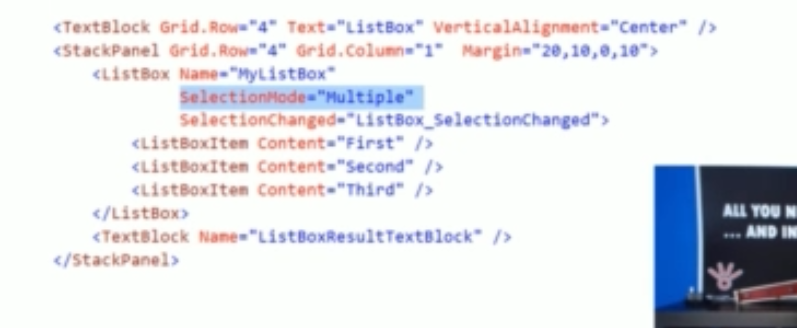 <TextBlock Grid.Row="4" Text="ListBox" VerticalAlignment="Center" />
<StackPanel Grid.Row="4" Grid.Column="1"  Margin="20,10,0,10">
<ListBox Name="MyListBox"
SelectionMode="Multiple"
SelectionChanged="ListBox_SelectionChanged">
<ListBoxItem Content="First" />
<ListBoxItem Content="Second" />
<ListBoxItem Content="Third" />
</ListBox>
<TextBlock Name="ListBoxResultTextBlock" />
</StackPanel>
ALL YOU N
... AND IN